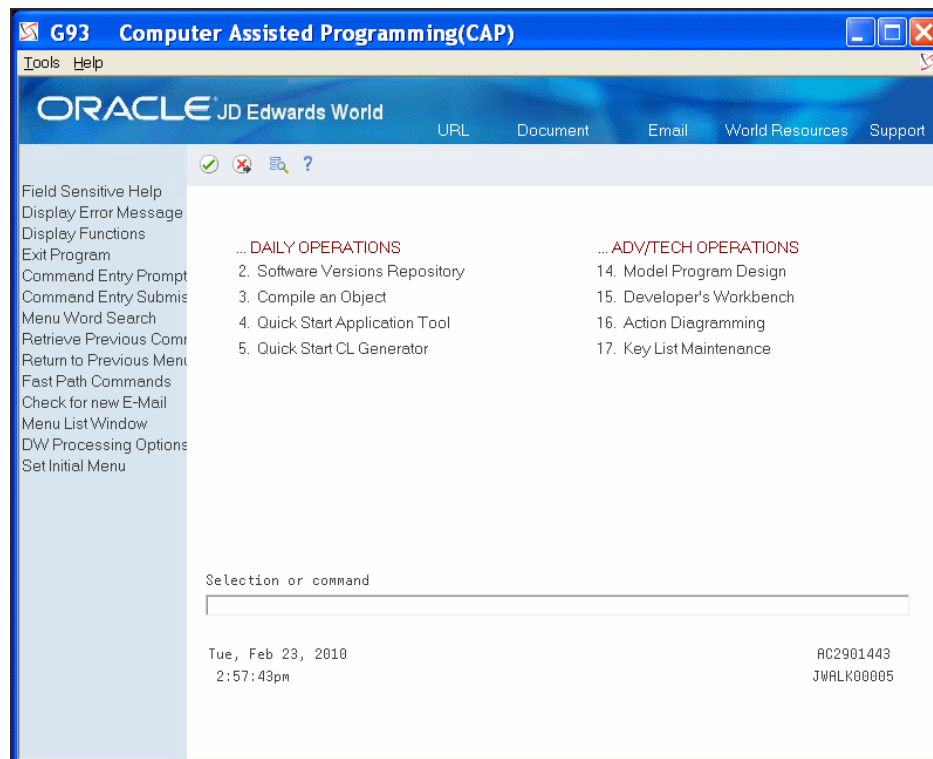 G93 Computer Assisted Programming(CAP)
Tools Help
ORACLE JD Edwards World
URL Document Email World Resources Support
?
Field Sensitive Help
Display Error Message
Display Functions
Exit Program
Command Entry Prompt
Command Entry Submis
Menu Word Search
Retrieve Previous Com
Return to Previous Menu
Fast Path Commands
Check for new E-Mail
Menu List Window
DW Processing Options
Set Initial Menu
... DAILY OPERATIONS
2. Software Versions Repository
3. Compile an Object
4. Quick Start Application Tool
5. Quick Start CL Generator
... ADV/TECH OPERATIONS
14. Model Program Design
15. Developer's Workbench
16. Action Diagramming
17. Key List Maintenance
Selection or command
Tue, Feb 23, 2010 AC2901443
2:57:43pm JWALK00005